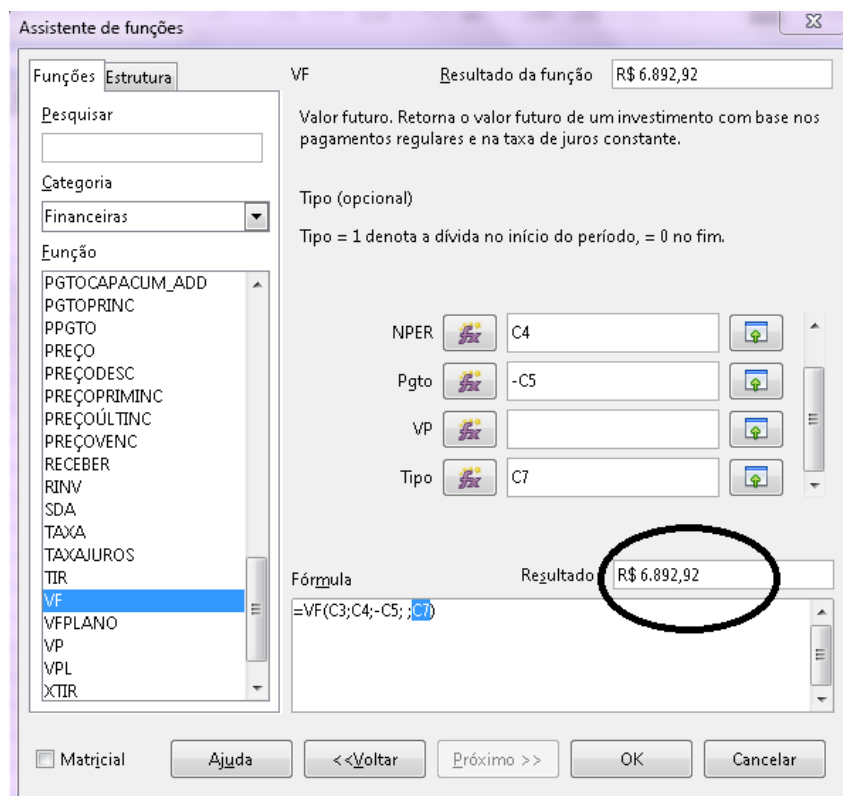 Assistente de funções
Funções Estrutura
VF Resultado da função R$ 6.892,92
Pesquisar
Valor futuro. Retorna o valor futuro de um investimento com base nos
pagamentos regulares e na taxa de juros constante.
Categoria
Financeiras
Tipo (opcional)
Tipo = 1 denota a dívida no início do período, = 0 no fim.
Função
PGTOCAPACUM_ADD
PGTOPRINC
PPGTO
PREÇO
PREÇODESC
PREÇOPRIMINC
PREÇOÚLTINC
PREÇOVENC
RECEBER
RINV
SDA
TAXA
TAXAJUROS
TIR
VF
VFPLANO
VP
VPL
XTIR
NPER fx C4
Pgto fx -C5
VP fx
Tipo fx C7
Fórmula Resultado R$ 6.892,92
=VF(C3;C4;-C5; ;C7)
Matricial Ajuda <<Voltar Próximo >> OK Cancelar